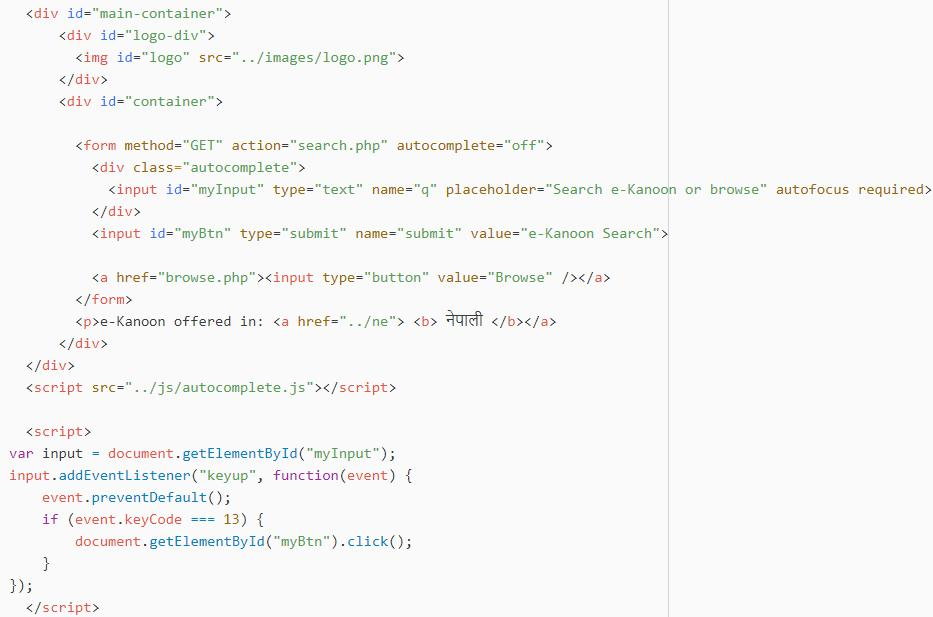 <div id="main-container">
<div id="logo-div">
<img id="logo" src="../images/logo.png">
</div>
<div id="container">
<form method="GET" action="search.php" autocomplete="off">
<div class="autocomplete">
<input id="myInput" type="text" name="q" placeholder="Search e-Kanoon or browse" autofocus required>
</div>
<input id="myBtn" type="submit" name="submit" value="e-Kanoon Search">
<a href="browse.php"><input type="button" value="Browse" /></a>
</form>
<p>e-Kanoon offered in: <a href="../ne"> <b> नेपाली </b></a>
</div>
</div>
<script src="../js/autocomplete.js"></script>
<script>
var input = document.getElementById("myInput");
input.addEventListener("keyup", function(event) {
event.preventDefault();
if (event.keyCode === 13) {
document.getElementById("myBtn").click();
}
});
</script>